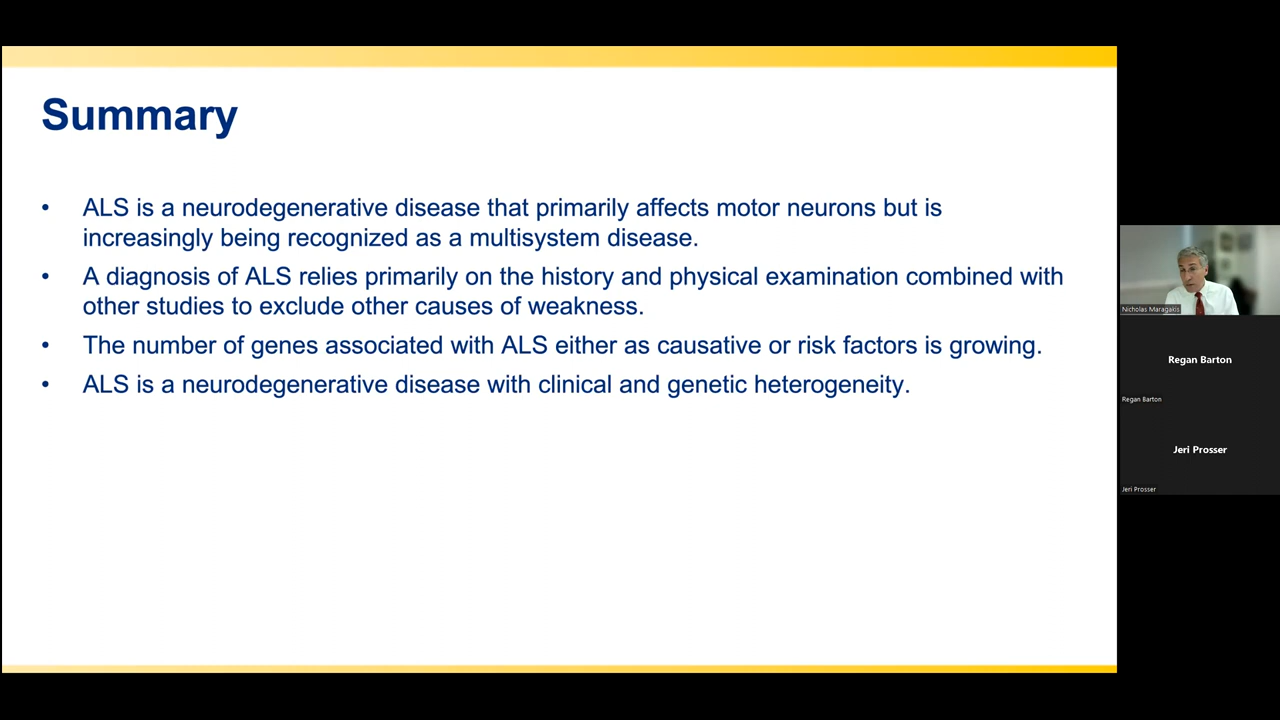 Summary
• ALS is a neurodegenerative disease that primarily affects motor neurons but is
increasingly being recognized as a multisystem disease.
• A diagnosis of ALS relies primarily on the history and physical examination combined with
other studies to exclude other causes of weakness.
• The number of genes associated with ALS either as causative or risk factors is growing.
• ALS is a neurodegenerative disease with clinical and genetic heterogeneity.
Nicholas Maragakis
Regan Barton
Regan Barton
Jeri Prosser
Jeri Prosser